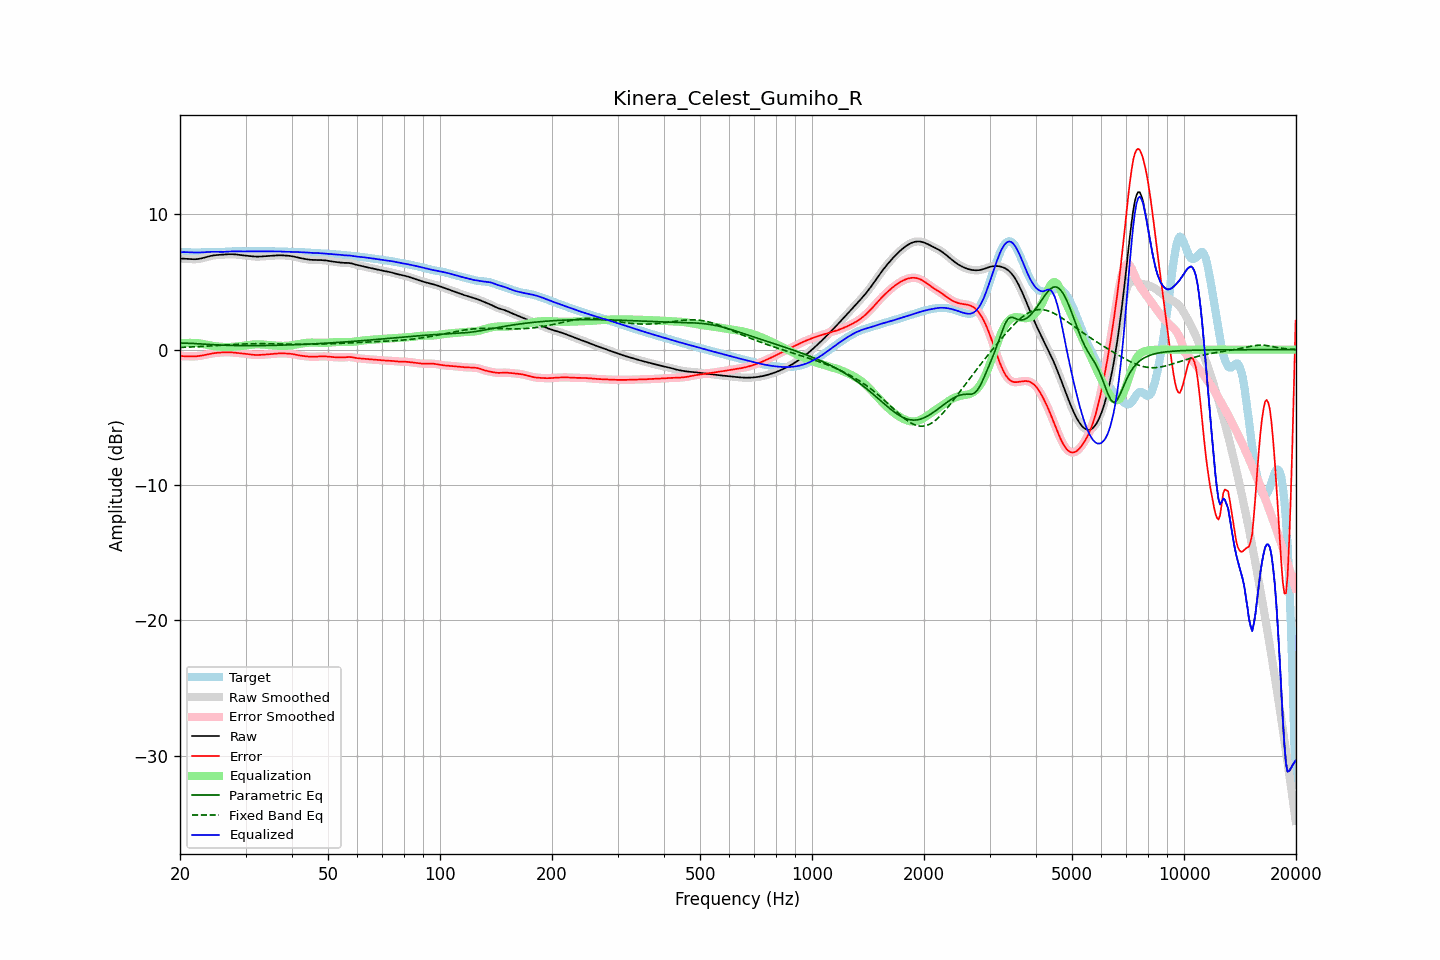 Kinera_Celest_Gumiho_R
Amplitude (dBr)
10
0
−10
−20
−30
Target
Raw Smoothed
Error Smoothed
Raw
Error
Equalization
Parametric Eq
Fixed Band Eq
Equalized
20 50 100 200 500 1000 2000 5000 10000 20000
Frequency (Hz)